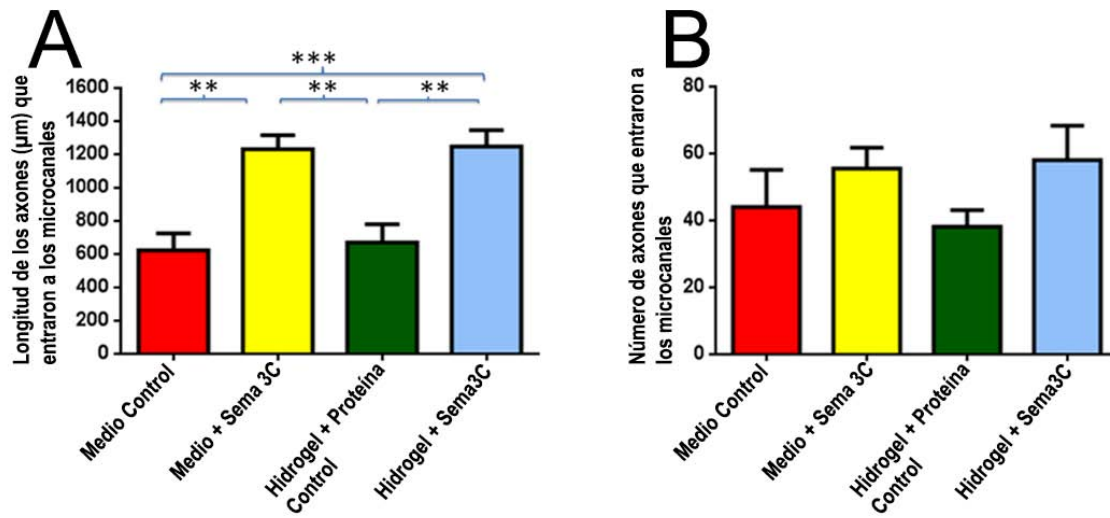 A
Longitud de los axones (µm) que
entraron a los microcanales
1600
1400
1200
1000
800
600
400
200
0
***
**
**
**
Medio Control
Medio + Sema 3C
Hidrogel + Proteína
Control
Hidrogel + Sema3C
B
Número de axones que entraron a
los microcanales
80
60
40
20
0
Medio Control
Medio + Sema 3C
Hidrogel + Proteína
Control
Hidrogel + Sema3C